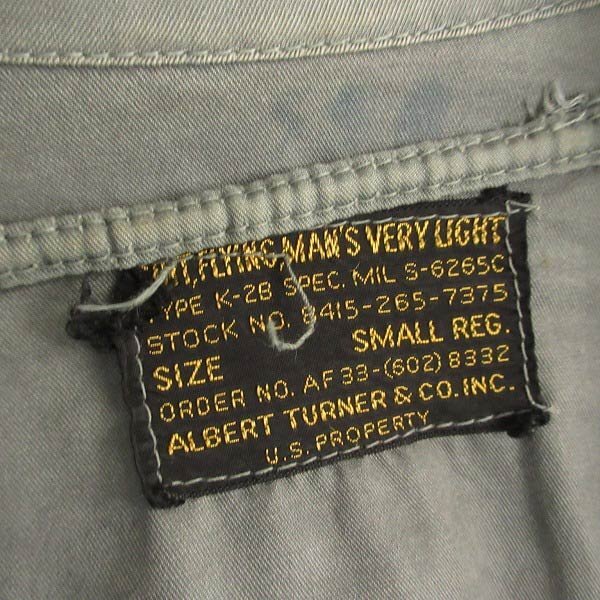 SUIT, FLYING, MAN'S VERY LIGHT
TYPE K-2B SPEC. MIL S-6265C
STOCK NO. 8415-265-7375
SIZE SMALL REG.
ORDER NO. AF 33-(602) 8332
ALBERT TURNER & CO. INC.
U.S. PROPERTY